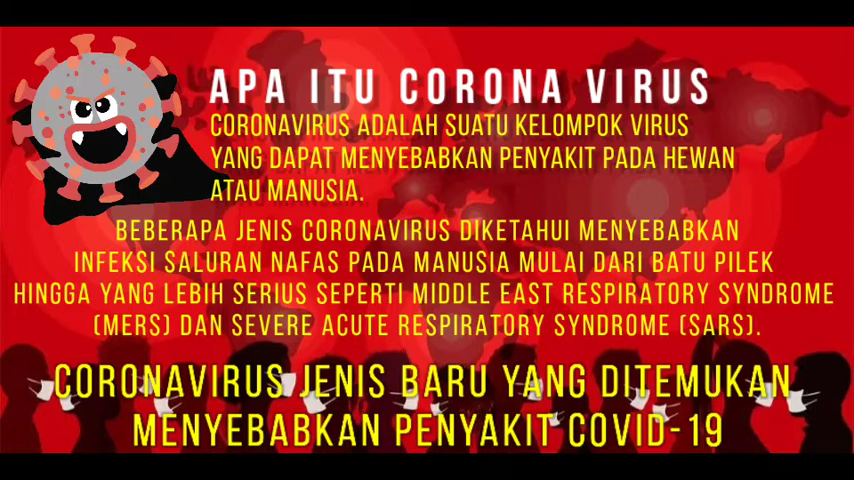 APA ITU CORONA VIRUS
CORONAVIRUS ADALAH SUATU KELOMPOK VIRUS
YANG DAPAT MENYEBABKAN PENYAKIT PADA HEWAN
ATAU MANUSIA.
BEBERAPA JENIS CORONAVIRUS DIKETAHUI MENYEBABKAN
INFEKSI SALURAN NAFAS PADA MANUSIA MULAI DARI BATU PILEK
HINGGA YANG LEBIH SERIUS SEPERTI MIDDLE EAST RESPIRATORY SYNDROME
(MERS) DAN SEVERE ACUTE RESPIRATORY SYNDROME (SARS).
CORONAVIRUS JENIS BARU YANG DITEMUKAN
MENYEBABKAN PENYAKIT COVID-19